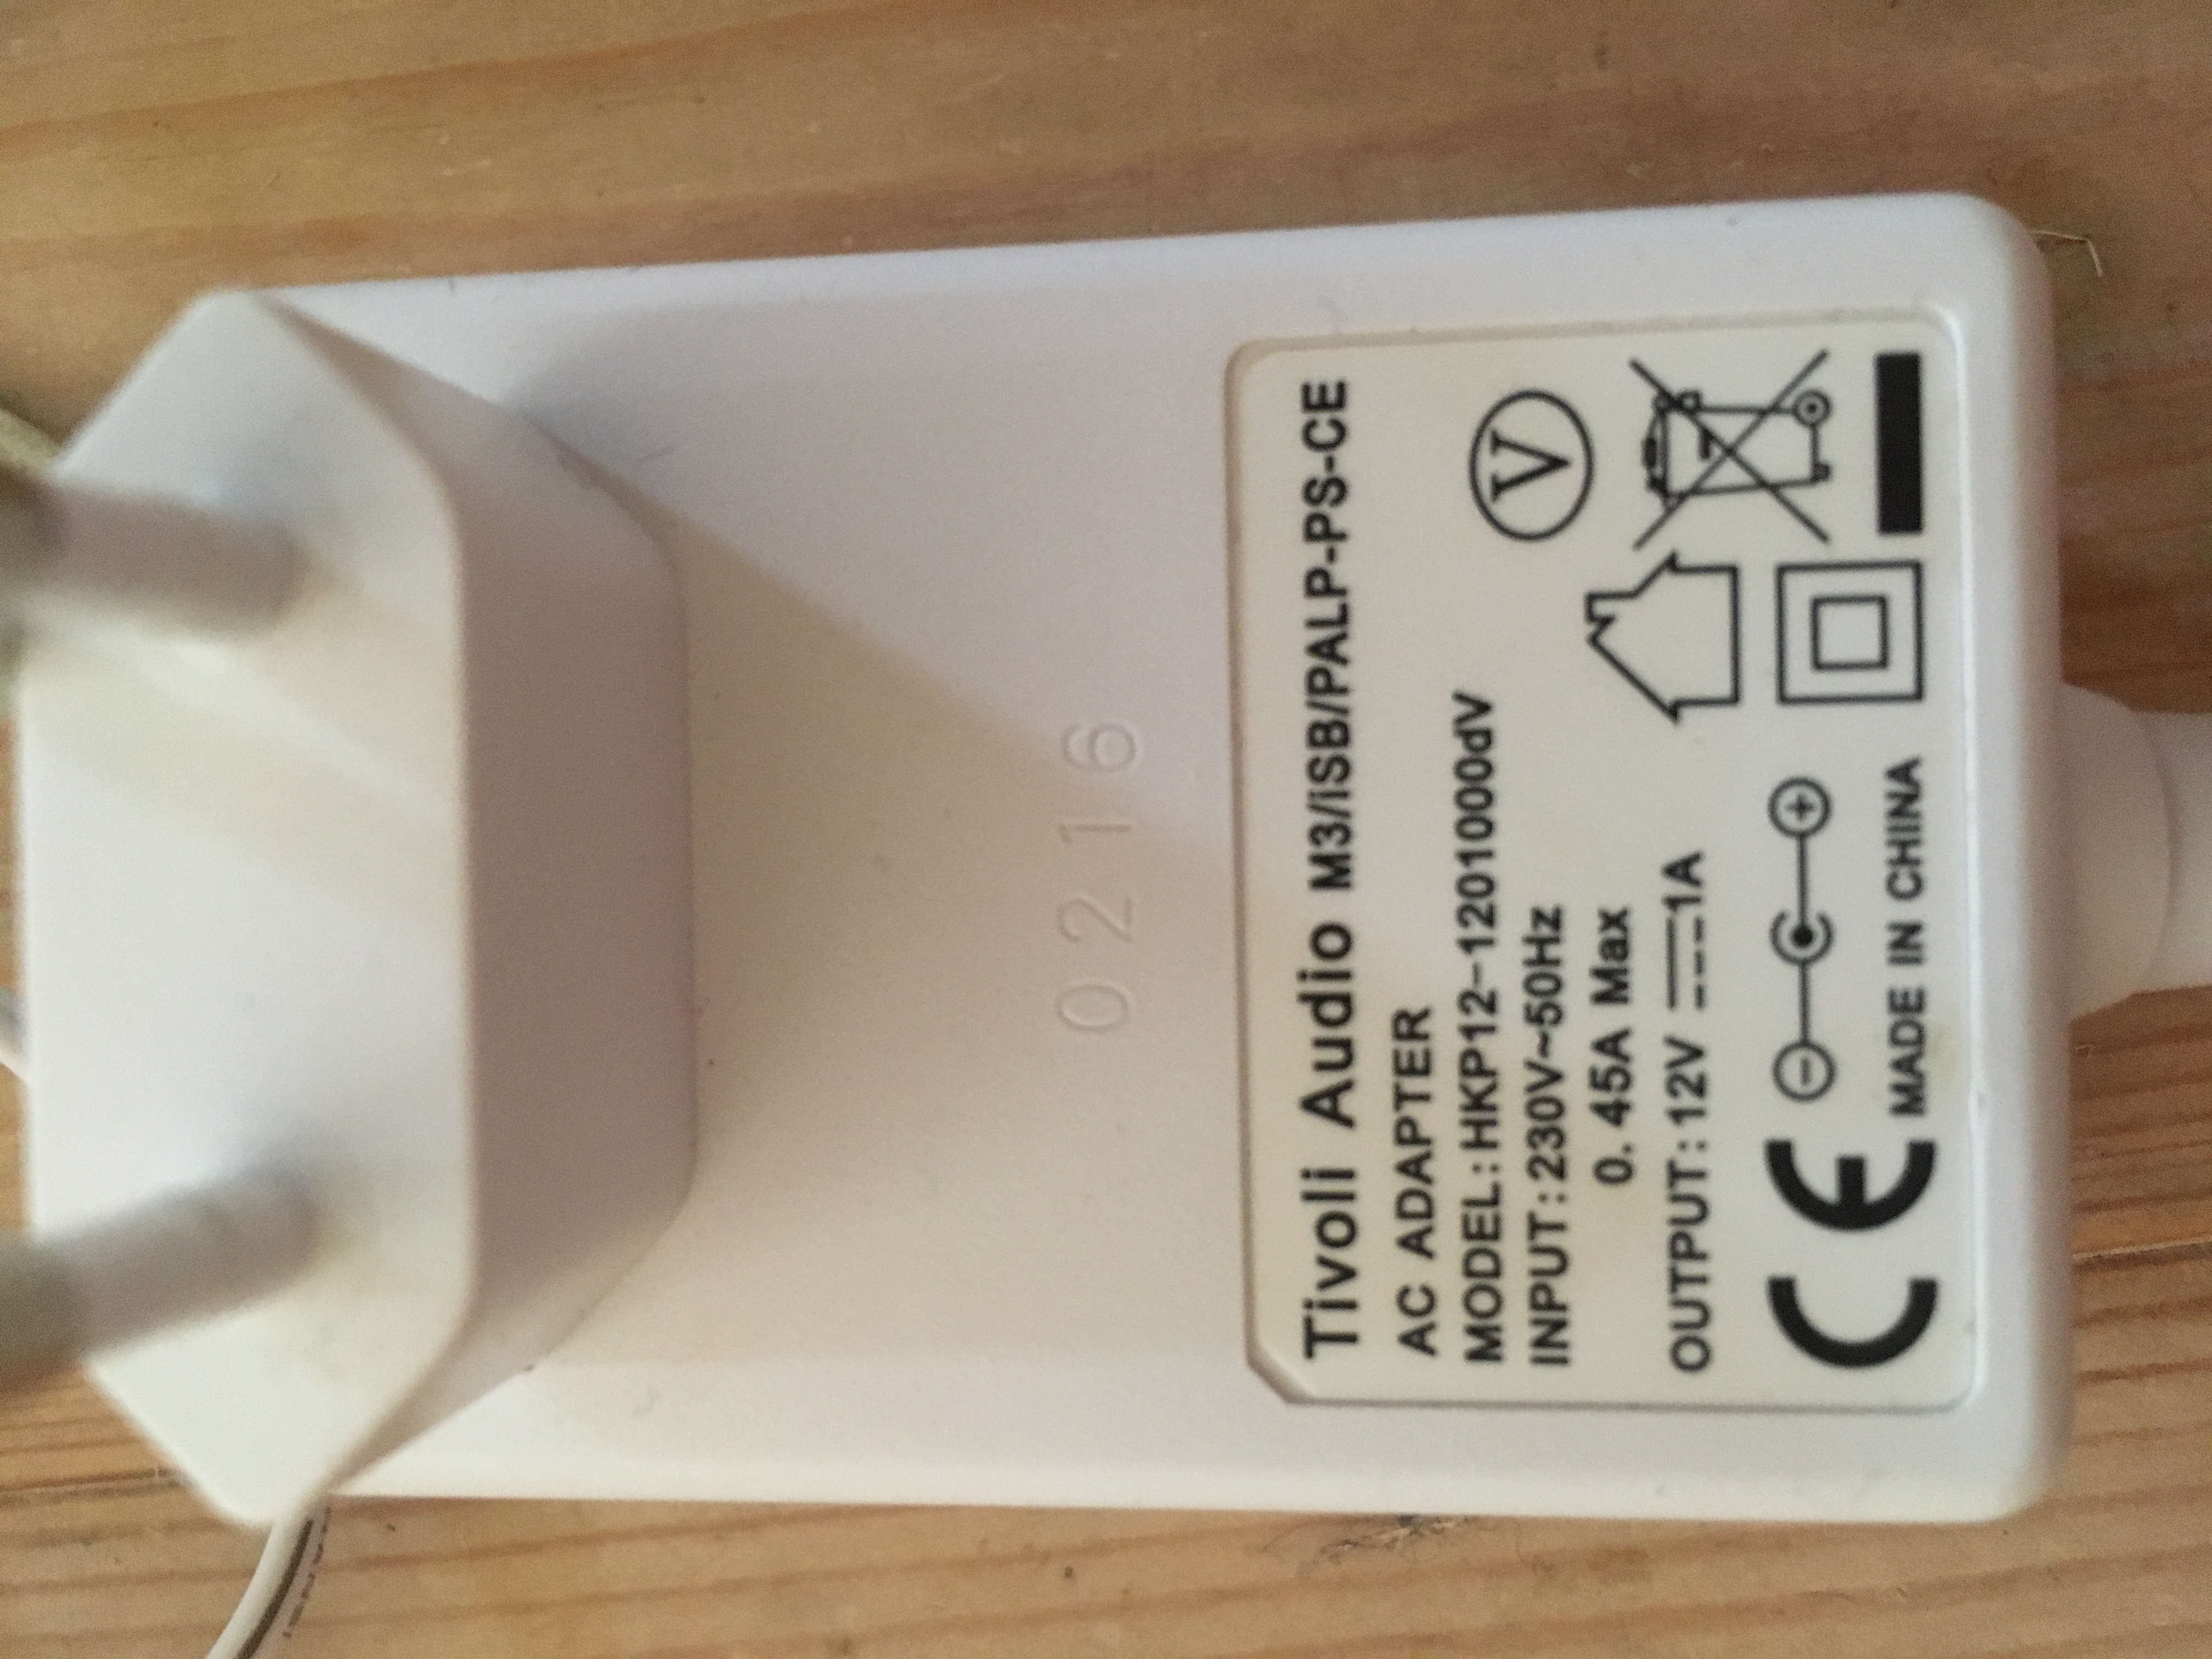 0216
Tivoli Audio M3/iSB/PALP-PS-CE
AC ADAPTER
MODEL:HKP12-1201000dV
INPUT:230V~50Hz
0.45A Max
OUTPUT:12V ⎓1A
V
CE
MADE IN CHINA